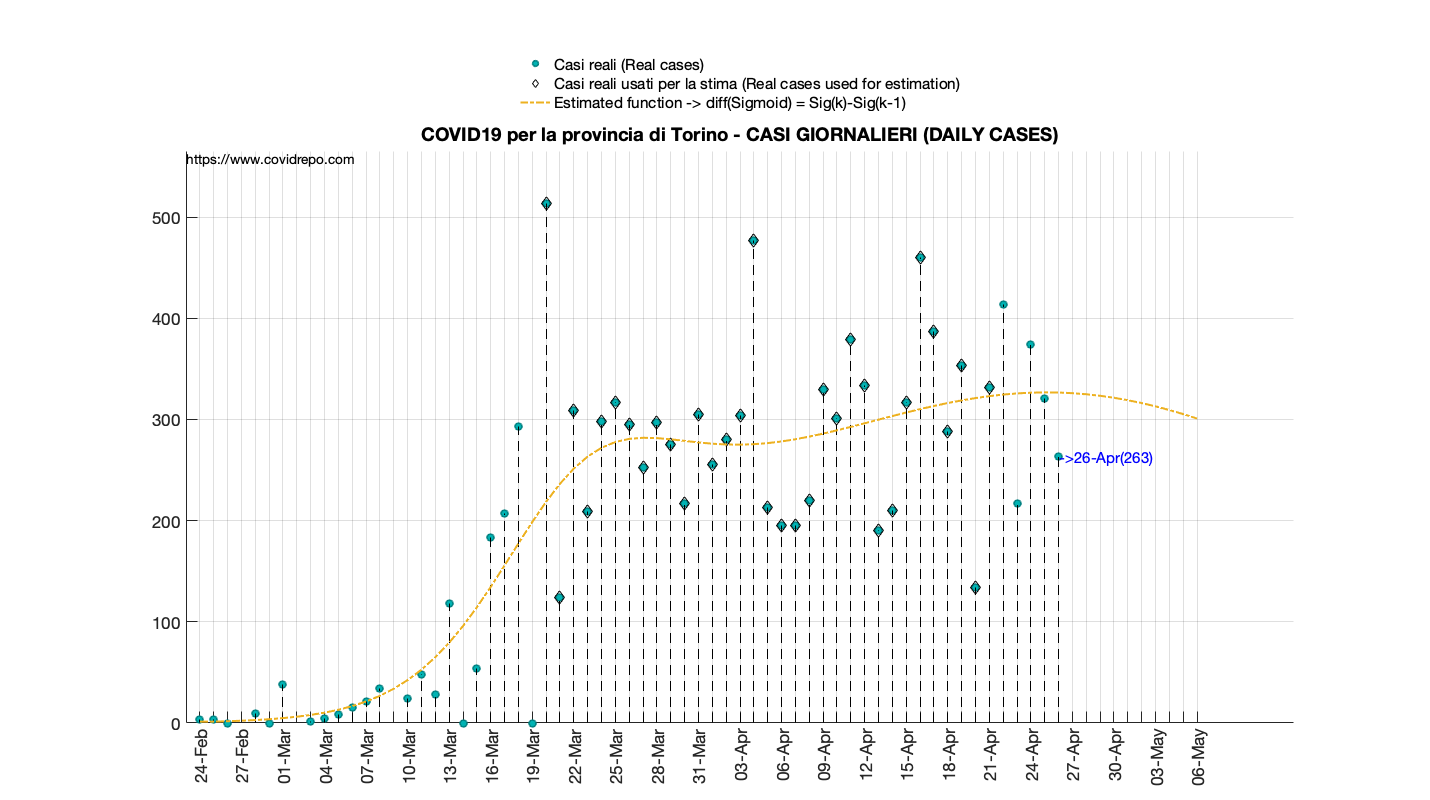 Casi reali (Real cases)
Casi reali usati per la stima (Real cases used for estimation)
Estimated function -> diff(Sigmoid) = Sig(k)-Sig(k-1)
COVID19 per la provincia di Torino - CASI GIORNALIERI (DAILY CASES)
https://www.covidrepo.com
500
400
300
->26-Apr(263)
200
100
0
24-Feb
27-Feb
01-Mar
04-Mar
07-Mar
10-Mar
13-Mar
16-Mar
19-Mar
22-Mar
25-Mar
28-Mar
31-Mar
03-Apr
06-Apr
09-Apr
12-Apr
15-Apr
18-Apr
21-Apr
24-Apr
27-Apr
30-Apr
03-May
06-May